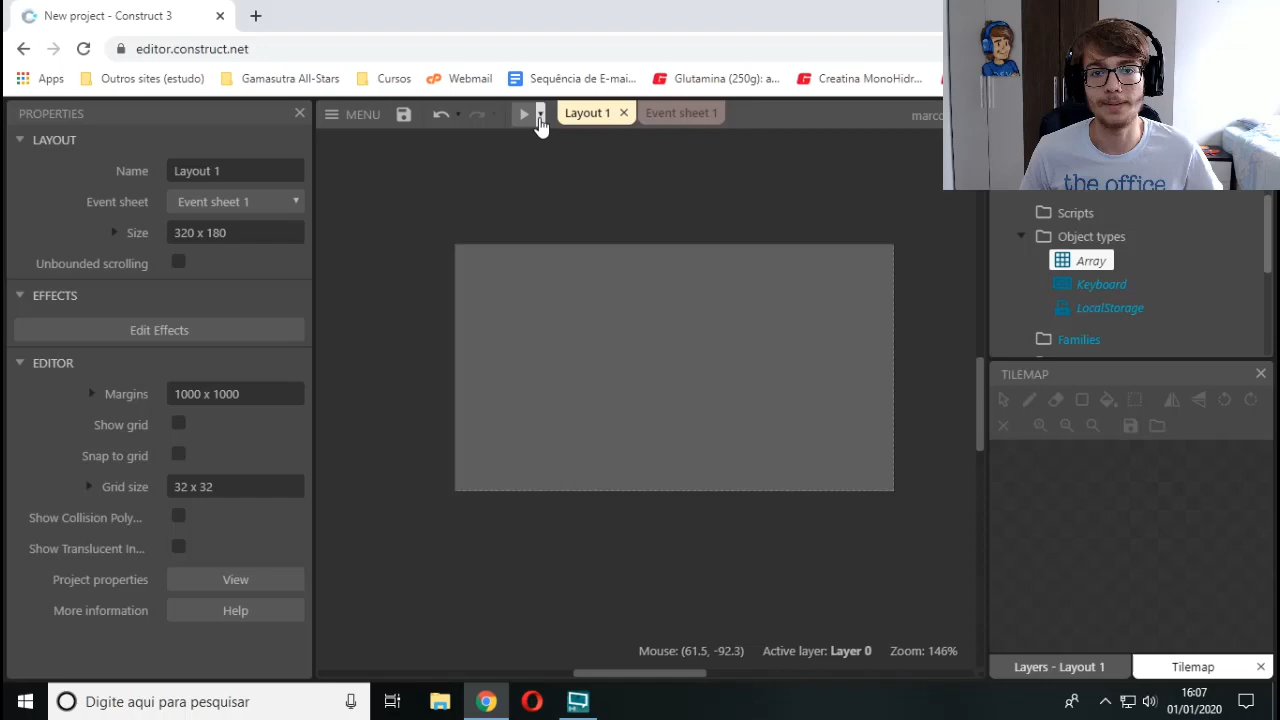 New project - Construct 3
editor.construct.net
Apps
Outros sites (estudo)
Gamasutra All-Stars
Cursos
Webmail
Sequência de E-mai...
Glutamina (250g): a...
Creatina MonoHidr...
PROPERTIES
MENU
Layout 1
Event sheet 1
marco
LAYOUT
Name
Layout 1
Event sheet
Event sheet 1
Size
320 x 180
Unbounded scrolling
EFFECTS
Edit Effects
EDITOR
Margins
1000 x 1000
Show grid
Snap to grid
Grid size
32 x 32
Show Collision Poly...
Show Translucent In...
Project properties
View
More information
Help
the office
Scripts
Object types
Array
Keyboard
LocalStorage
Families
TILEMAP
Mouse: (61.5, -92.3)
Active layer: Layer 0
Zoom: 146%
Layers - Layout 1
Tilemap
Digite aqui para pesquisar
16:07
01/01/2020